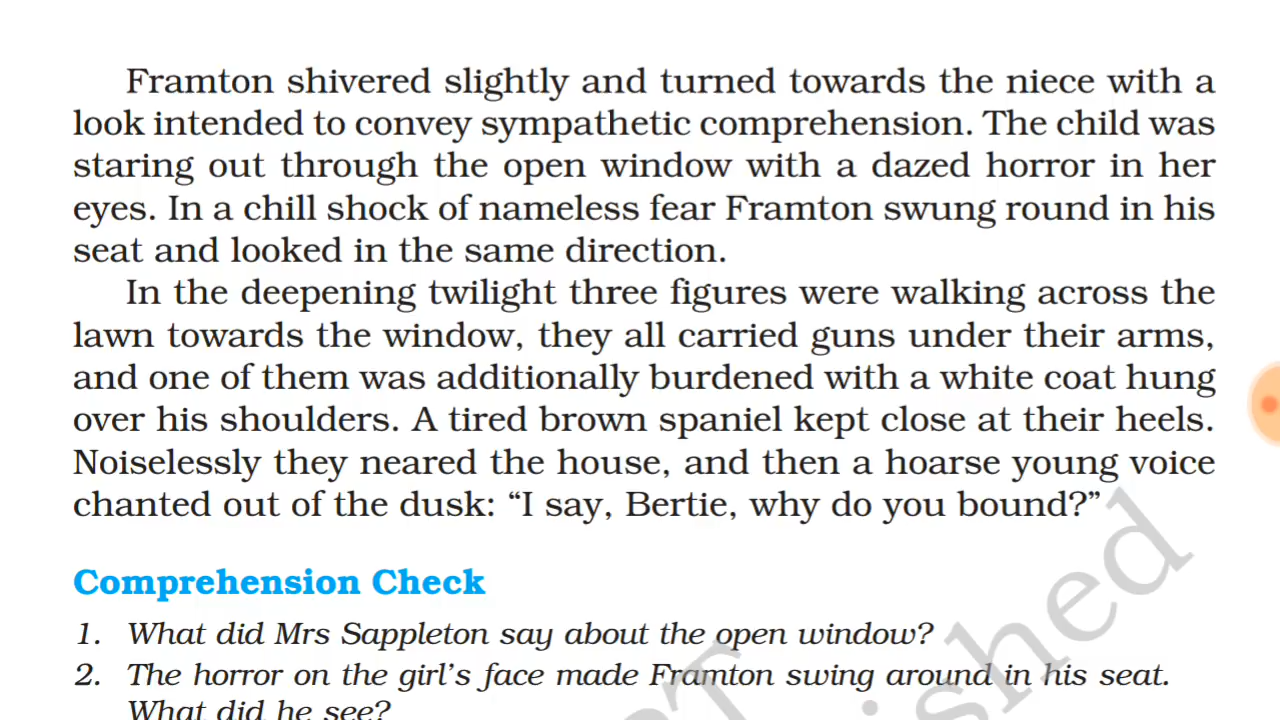 Framton shivered slightly and turned towards the niece with a
look intended to convey sympathetic comprehension. The child was
staring out through the open window with a dazed horror in her
eyes. In a chill shock of nameless fear Framton swung round in his
seat and looked in the same direction.
In the deepening twilight three figures were walking across the
lawn towards the window, they all carried guns under their arms,
and one of them was additionally burdened with a white coat hung
over his shoulders. A tired brown spaniel kept close at their heels.
Noiselessly they neared the house, and then a hoarse young voice
chanted out of the dusk: “I say, Bertie, why do you bound?”
Comprehension Check
1. What did Mrs Sappleton say about the open window?
2. The horror on the girl’s face made Framton swing around in his seat.
What did he see?